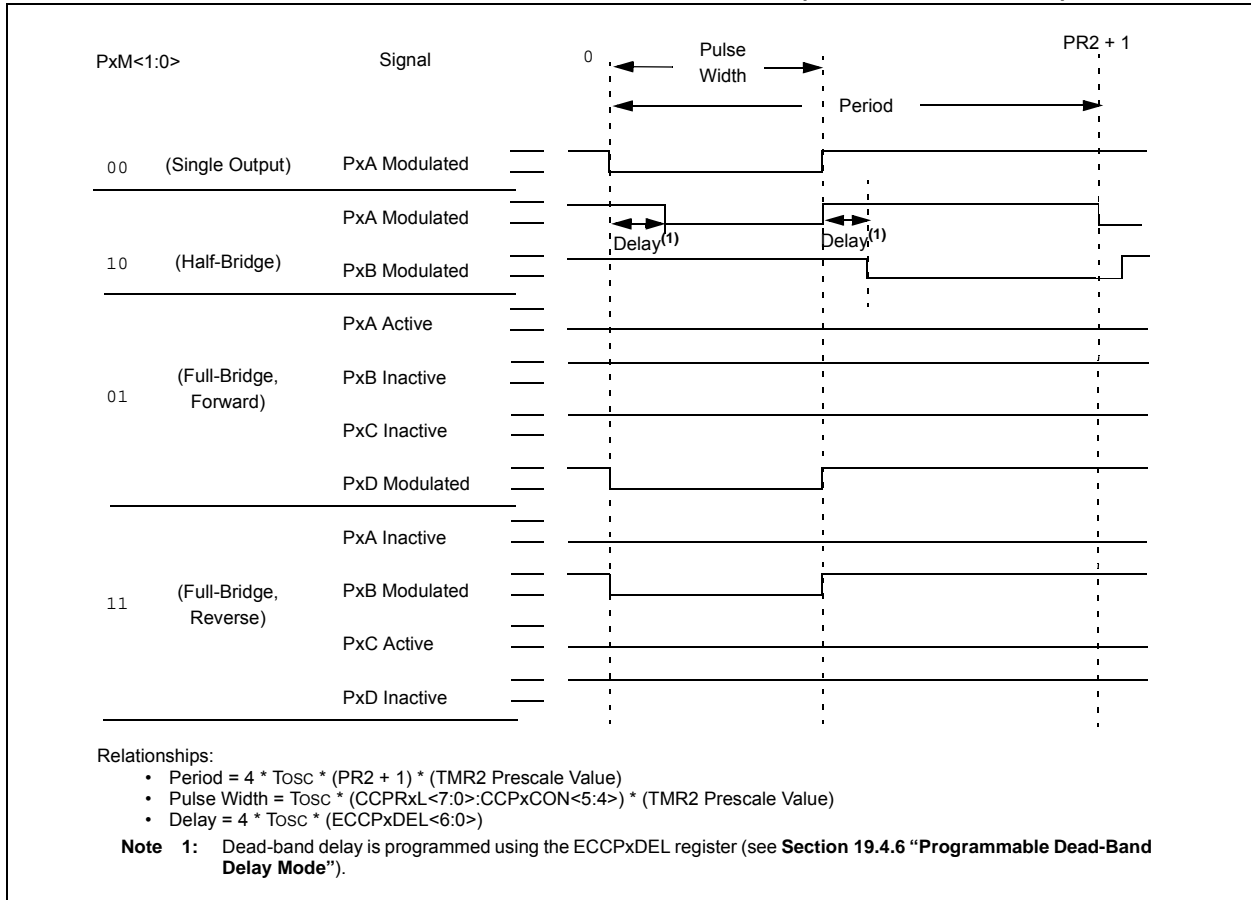 PxM<1:0> Signal 0 Pulse Width PR2 + 1
Period
00 (Single Output) PxA Modulated
PxA Modulated
Delay(1) Delay(1)
10 (Half-Bridge) PxB Modulated
PxA Active
01 (Full-Bridge, Forward) PxB Inactive
PxC Inactive
PxD Modulated
PxA Inactive
11 (Full-Bridge, Reverse) PxB Modulated
PxC Active
PxD Inactive
Relationships:
• Period = 4 * TOSC * (PR2 + 1) * (TMR2 Prescale Value)
• Pulse Width = TOSC * (CCPRxL<7:0>:CCPxCON<5:4>) * (TMR2 Prescale Value)
• Delay = 4 * TOSC * (ECCPxDEL<6:0>)
Note 1: Dead-band delay is programmed using the ECCPxDEL register (see Section 19.4.6 “Programmable Dead-Band
Delay Mode”).